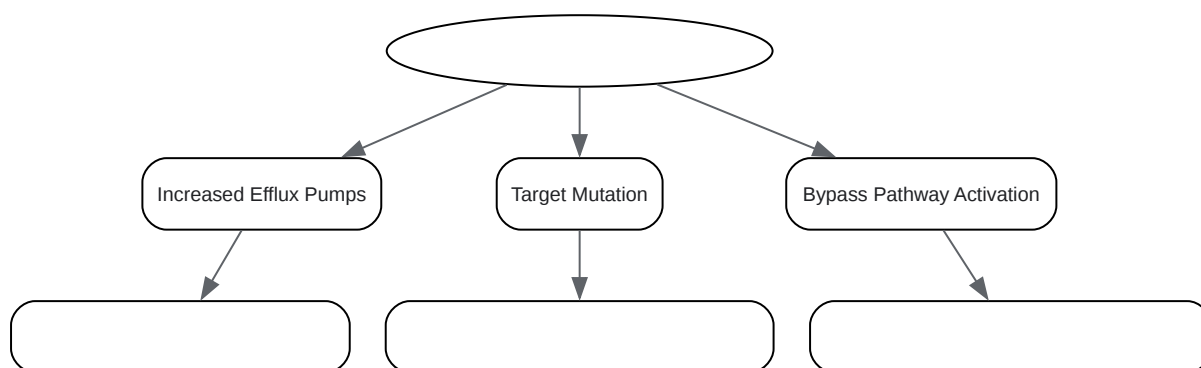 Increased Efflux Pumps
Target Mutation
Bypass Pathway Activation